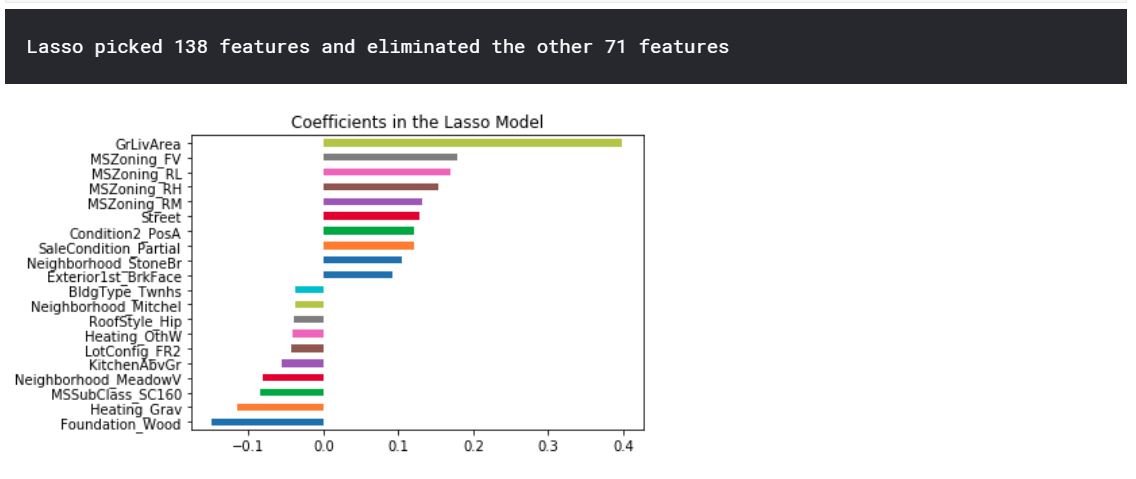 Lasso picked 138 features and eliminated the other 71 features
Coefficients in the Lasso Model
GrLivArea
MSZoning_FV
MSZoning_RL
MSZoning_RH
MSZoning_RM
Street
Condition2_PosA
SaleCondition_Partial
Neighborhood_StoneBr
Exterior1st_BrkFace
BldgType_Twnhs
Neighborhood_Mitchel
RoofStyle_Hip
Heating_OthW
LotConfig_FR2
KitchenAbvGr
Neighborhood_MeadowV
MSSubClass_SC160
Heating_Grav
Foundation_Wood
−0.1 0.0 0.1 0.2 0.3 0.4